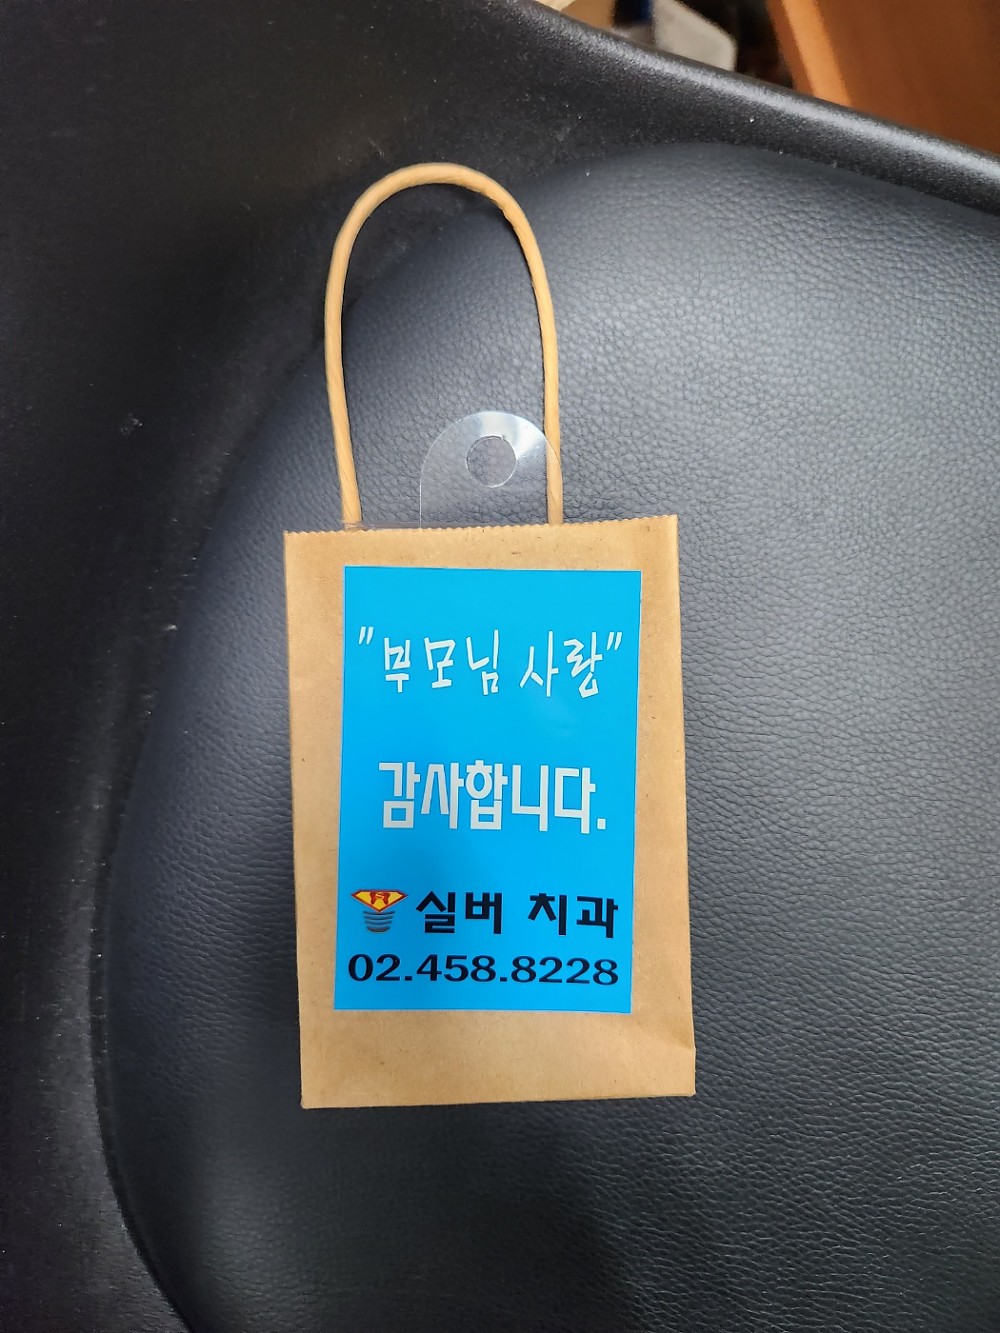 "부모님 사랑"
감사합니다.
실버 치과
02.458.8228